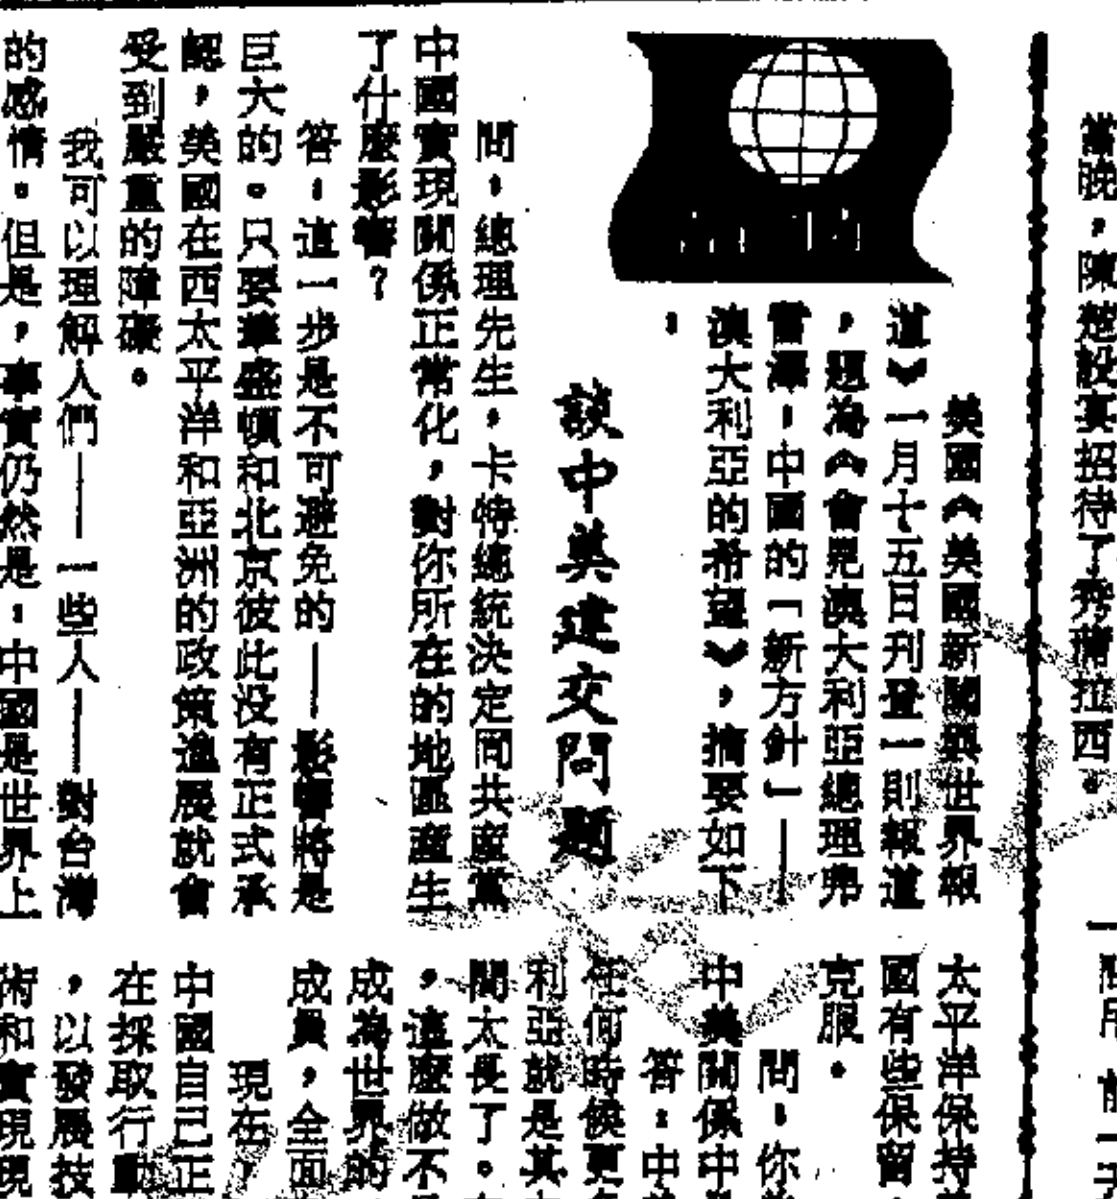 當晚，陳楚設宴招待了秀蒲拉西。
美國《美國新聞與世界報
道》一月十五日刊登一則報道
，題為《會見澳大利亞總理弗
雷澤，中國的「新方針」——
澳大利亞的希望》，摘要如下
：
談中美建交問題
問：總理先生，卡特總統決定同共產黨
中國實現關係正常化，對你所在的地區產生
了什麼影響？
答：這一步是不可避免的——影響將是
巨大的。只要華盛頓和北京彼此没有正式承
認，美國在西太平洋和亞洲的政策進展就會
受到嚴重的障礙。
我可以理解人們——一些人——對台灣
的感情。但是，事實仍然是：中國是世界上
太平洋保持
國有些保留
克服。
問：你
中美關係中
答：中
任何時候更
利亞就是其
間太長了。
，這麼做不
成為世界的
成員，全面
現在，
中國自己正
在採取行動
，以發展技
術和實現現